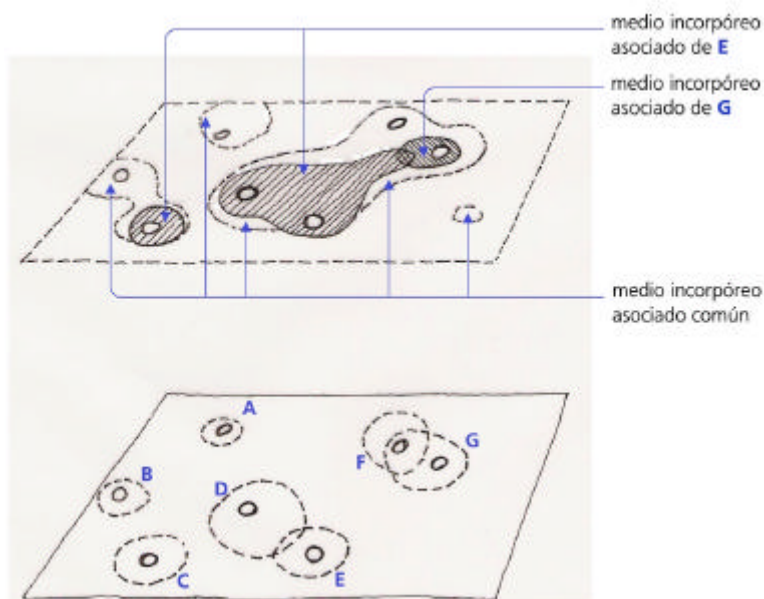 medio incorpóreo
asociado de E
medio incorpóreo
asociado de G
medio incorpóreo
asociado común
A
B
C
D
E
F
G